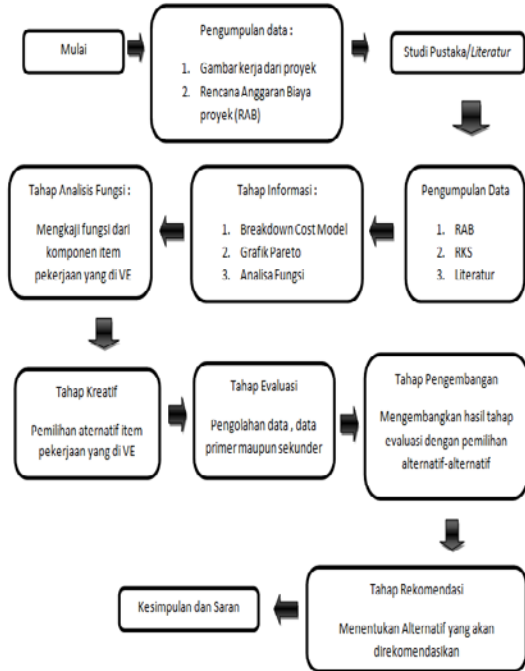 Mulai
Pengumpulan data :
1. Gambar kerja dari proyek
2. Rencana Anggaran Biaya
proyek (RAB)
Studi Pustaka/Literatur
Pengumpulan Data
1. RAB
2. RKS
3. Literatur
Tahap Informasi :
1. Breakdown Cost Model
2. Grafik Pareto
3. Analisa Fungsi
Tahap Analisis Fungsi :
Mengkaji fungsi dari
komponen item
pekerjaan yang di VE
Tahap Kreatif
Pemilihan aternatif item
pekerjaan yang di VE
Tahap Evaluasi
Pengolahan data , data
primer maupun sekunder
Tahap Pengembangan
Mengembangkan hasil tahap
evaluasi dengan pemilihan
alternatif-alternatif
Tahap Rekomendasi
Menentukan Alternatif yang akan
direkomendasikan
Kesimpulan dan Saran